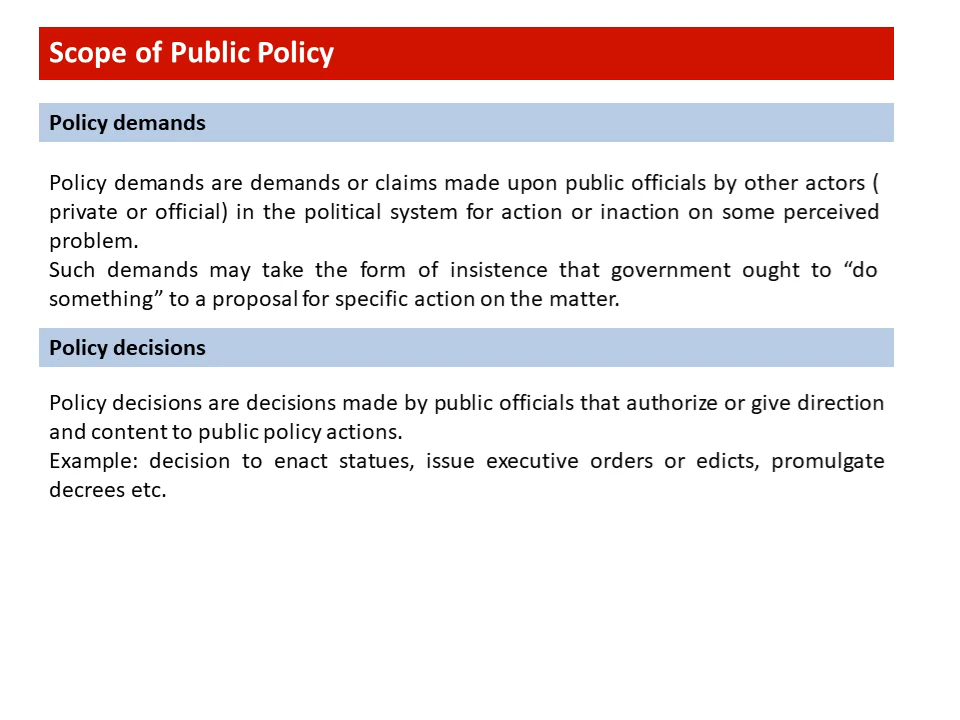 Scope of Public Policy
Policy demands
Policy demands are demands or claims made upon public officials by other actors (
private or official) in the political system for action or inaction on some perceived
problem.
Such demands may take the form of insistence that government ought to “do
something” to a proposal for specific action on the matter.
Policy decisions
Policy decisions are decisions made by public officials that authorize or give direction
and content to public policy actions.
Example: decision to enact statues, issue executive orders or edicts, promulgate
decrees etc.